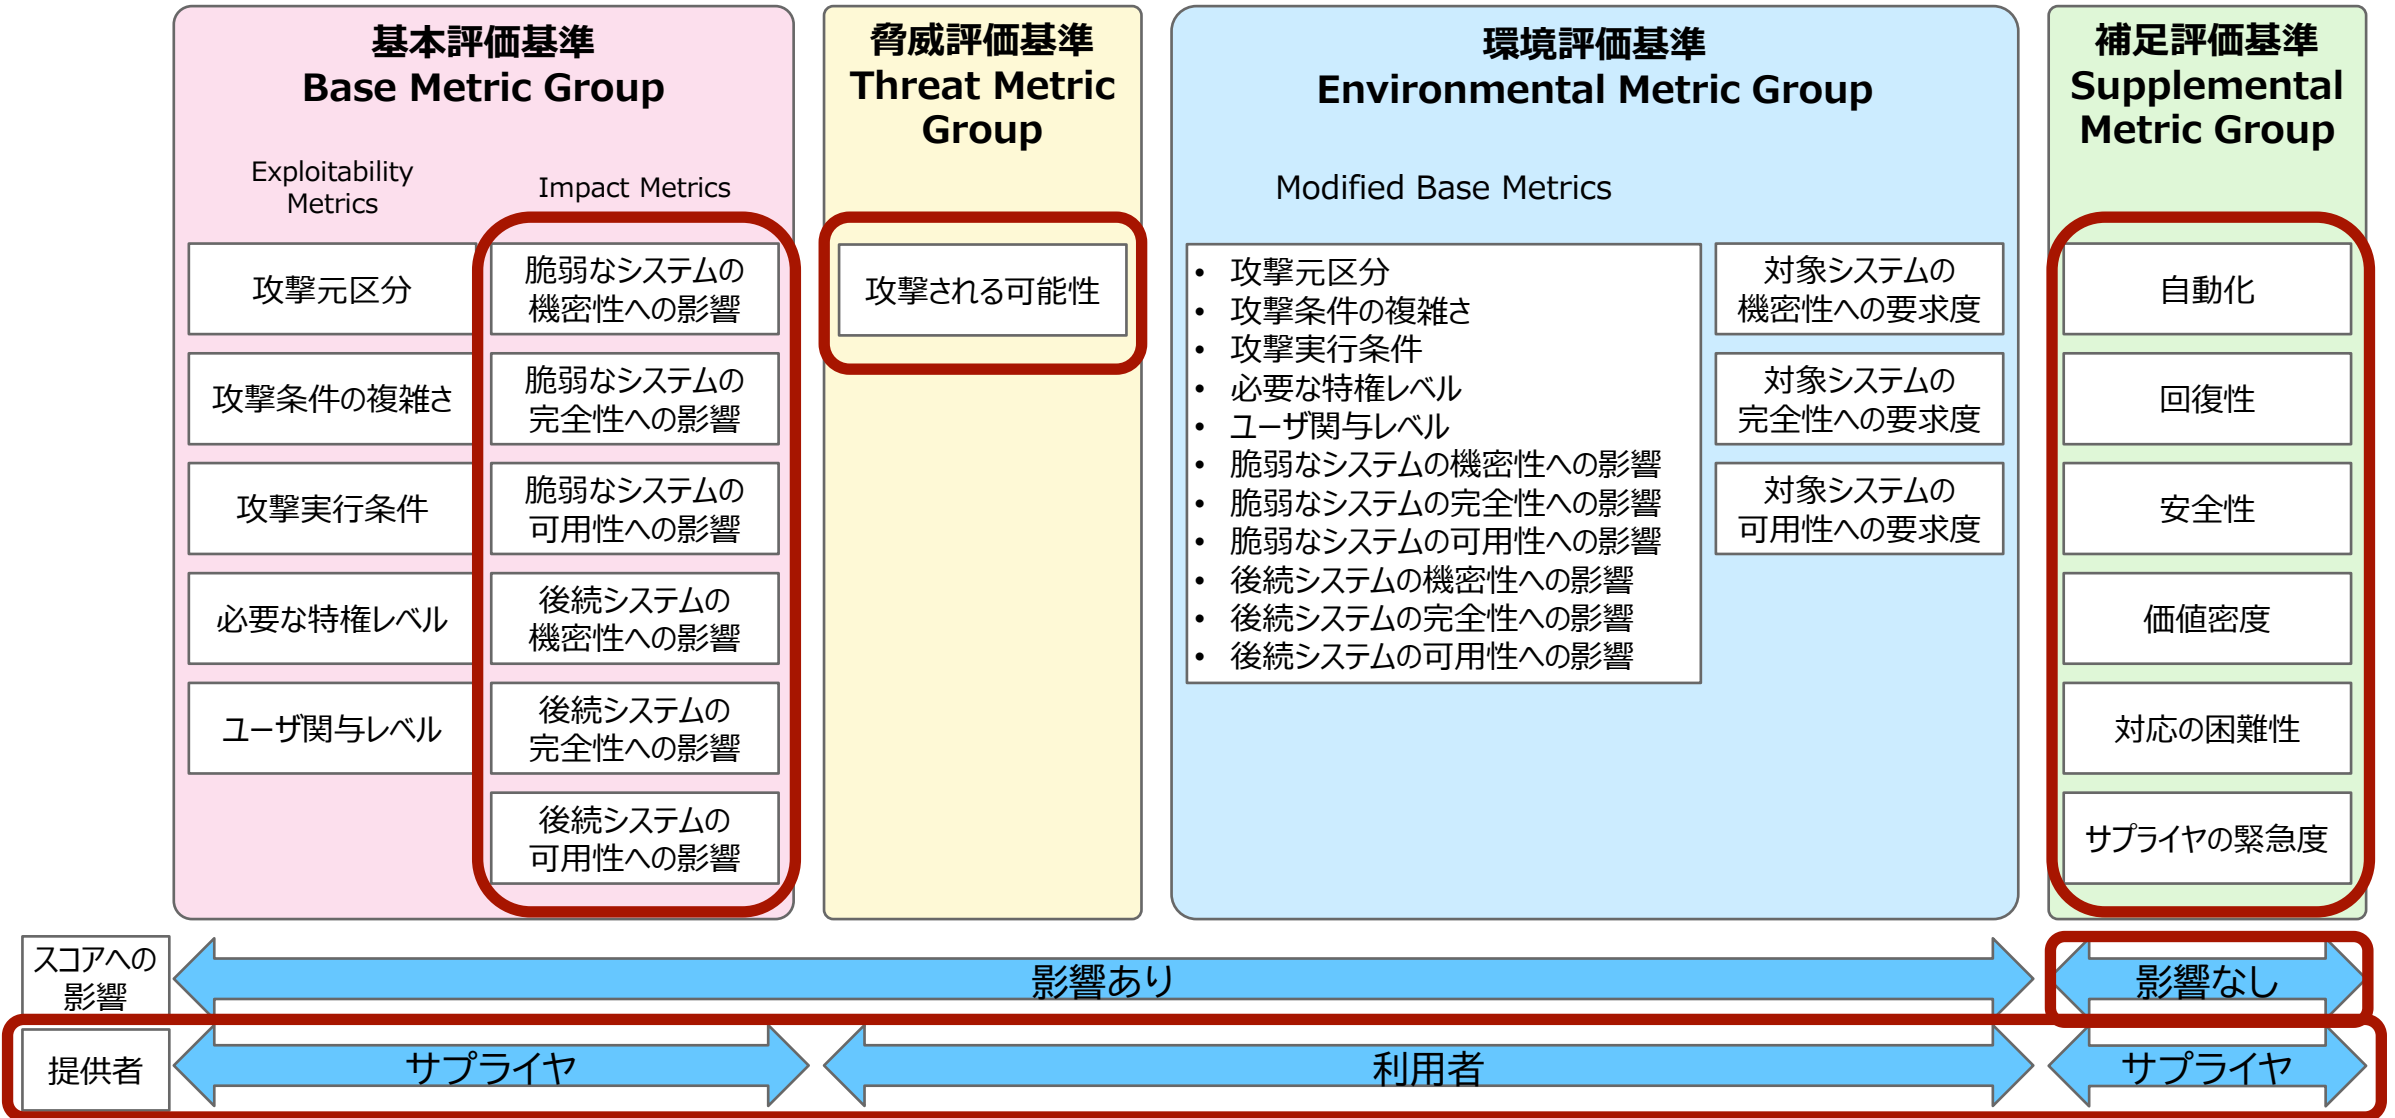 基本評価基準
Base Metric Group
Exploitability
Metrics
Impact Metrics
攻撃元区分
攻撃条件の複雑さ
攻撃実行条件
必要な特権レベル
ユーザ関与レベル
脆弱なシステムの
機密性への影響
脆弱なシステムの
完全性への影響
脆弱なシステムの
可用性への影響
後続システムの
機密性への影響
後続システムの
完全性への影響
後続システムの
可用性への影響
脅威評価基準
Threat Metric
Group
攻撃される可能性
環境評価基準
Environmental Metric Group
Modified Base Metrics
• 攻撃元区分
• 攻撃条件の複雑さ
• 攻撃実行条件
• 必要な特権レベル
• ユーザ関与レベル
• 脆弱なシステムの機密性への影響
• 脆弱なシステムの完全性への影響
• 脆弱なシステムの可用性への影響
• 後続システムの機密性への影響
• 後続システムの完全性への影響
• 後続システムの可用性への影響
対象システムの
機密性への要求度
対象システムの
完全性への要求度
対象システムの
可用性への要求度
補足評価基準
Supplemental
Metric Group
自動化
回復性
安全性
価値密度
対応の困難性
サプライヤの緊急度
スコアへの
影響
影響あり
影響なし
提供者
サプライヤ
利用者
サプライヤ